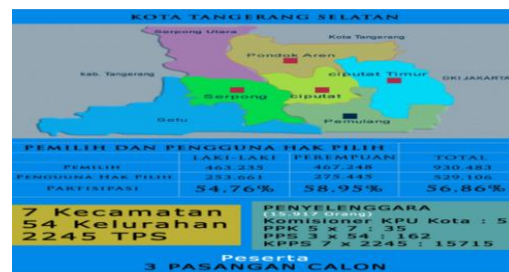 KOTA TANGERANG SELATAN
Serpong Utara
Kota Tangerang
Pondok Aren
Kab. Tangerang
Ciputat Timur
DKI JAKARTA
Serpong
Ciputat
Setu
Pemulang
PEMILIH DAN PENGGUNA HAK PILIH
LAKI-LAKI PEREMPUAN TOTAL
PEMILIH 463.235 467.248 930.483
PENGGUNA HAK PILIH 253.661 275.445 529.106
PARTISIPASI 54,76% 58,95% 56,86%
7 Kecamatan
54 Kelurahan
2245 TPS
PENYELENGGARA
(15.917 Orang)
Komisioner KPU Kota : 5
PPK 5 x 7 : 35
PPS 3 x 54 : 162
KPPS 7 x 2245 : 15715
Peserta
3 PASANGAN CALON